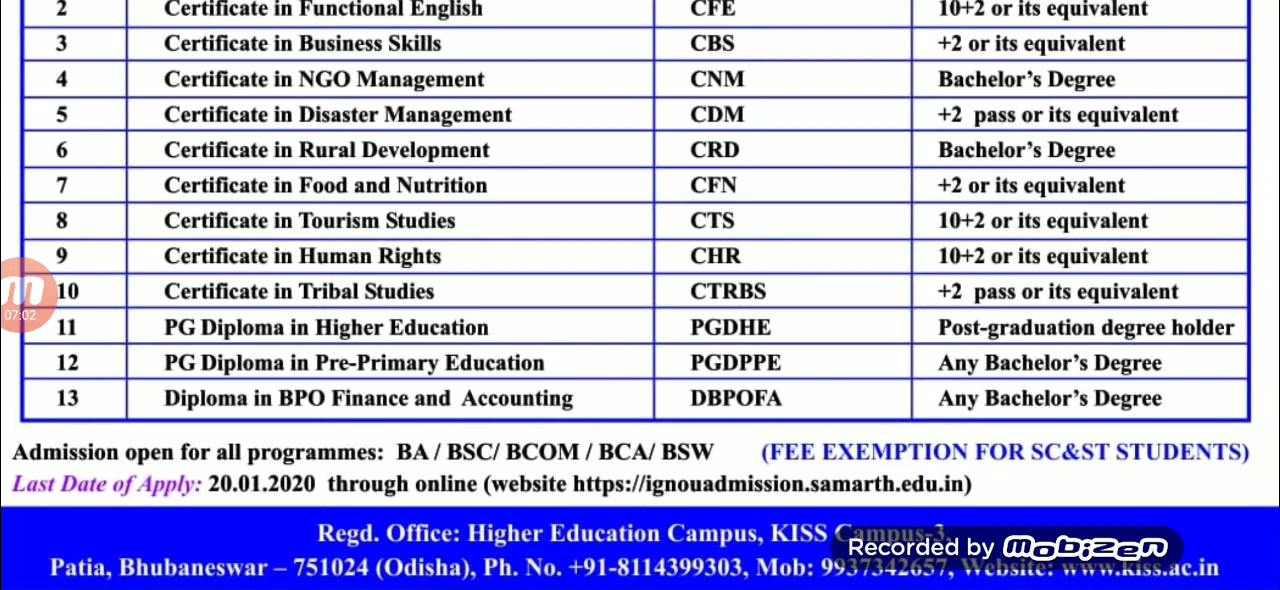 2 Certificate in Functional English CFE 10+2 or its equivalent
3 Certificate in Business Skills CBS +2 or its equivalent
4 Certificate in NGO Management CNM Bachelor's Degree
5 Certificate in Disaster Management CDM +2 pass or its equivalent
6 Certificate in Rural Development CRD Bachelor's Degree
7 Certificate in Food and Nutrition CFN +2 or its equivalent
8 Certificate in Tourism Studies CTS 10+2 or its equivalent
9 Certificate in Human Rights CHR 10+2 or its equivalent
10 Certificate in Tribal Studies CTRBS +2 pass or its equivalent
07:02
11 PG Diploma in Higher Education PGDHE Post-graduation degree holder
12 PG Diploma in Pre-Primary Education PGDPPE Any Bachelor's Degree
13 Diploma in BPO Finance and Accounting DBPOFA Any Bachelor's Degree
Admission open for all programmes: BA / BSC/ BCOM / BCA/ BSW (FEE EXEMPTION FOR SC&ST STUDENTS)
Last Date of Apply: 20.01.2020 through online (website https://ignouadmission.samarth.edu.in)
Regd. Office: Higher Education Campus, KISS Campus-3,
Recorded by mobizen
Patia, Bhubaneswar – 751024 (Odisha), Ph. No. +91-8114399303, Mob: 9937342657, Website: www.kiss.ac.in